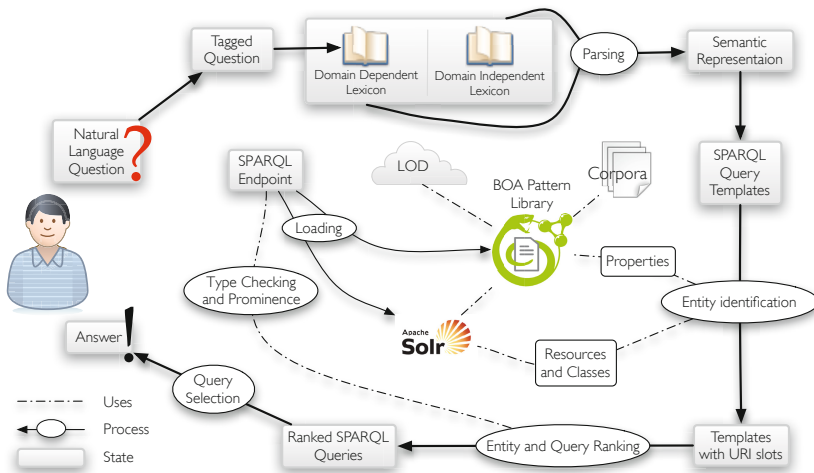 Tagged
Question
Domain Dependent
Lexicon
Domain Independent
Lexicon
Parsing
Semantic
Representaion
Natural
Language
Question
?
SPARQL
Endpoint
LOD
Corpora
BOA Pattern
Library
SPARQL
Query
Templates
Loading
Properties
Type Checking
and Prominence
Entity identification
Apache
Solr
Resources
and Classes
Answer
!
Query
Selection
Uses
Process
State
Ranked SPARQL
Queries
Entity and Query Ranking
Templates
with URI slots